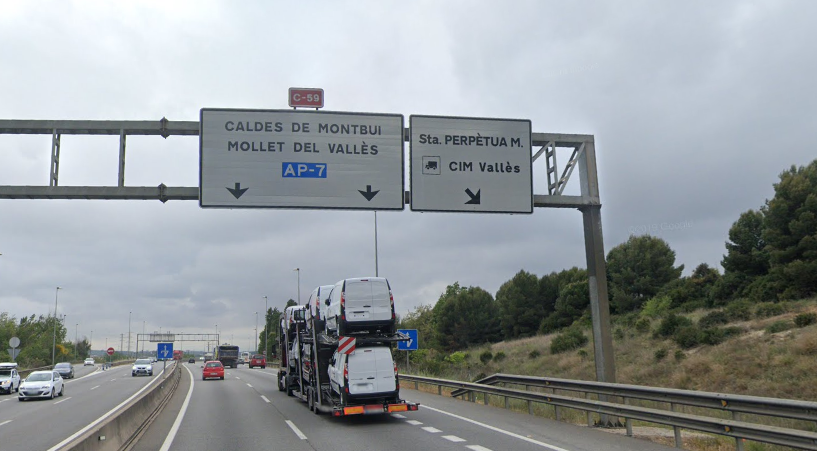 C-59
CALDES DE MONTBUI
MOLLET DEL VALLÈS
AP-7
Sta. PERPÈTUA M.
CIM Vallès